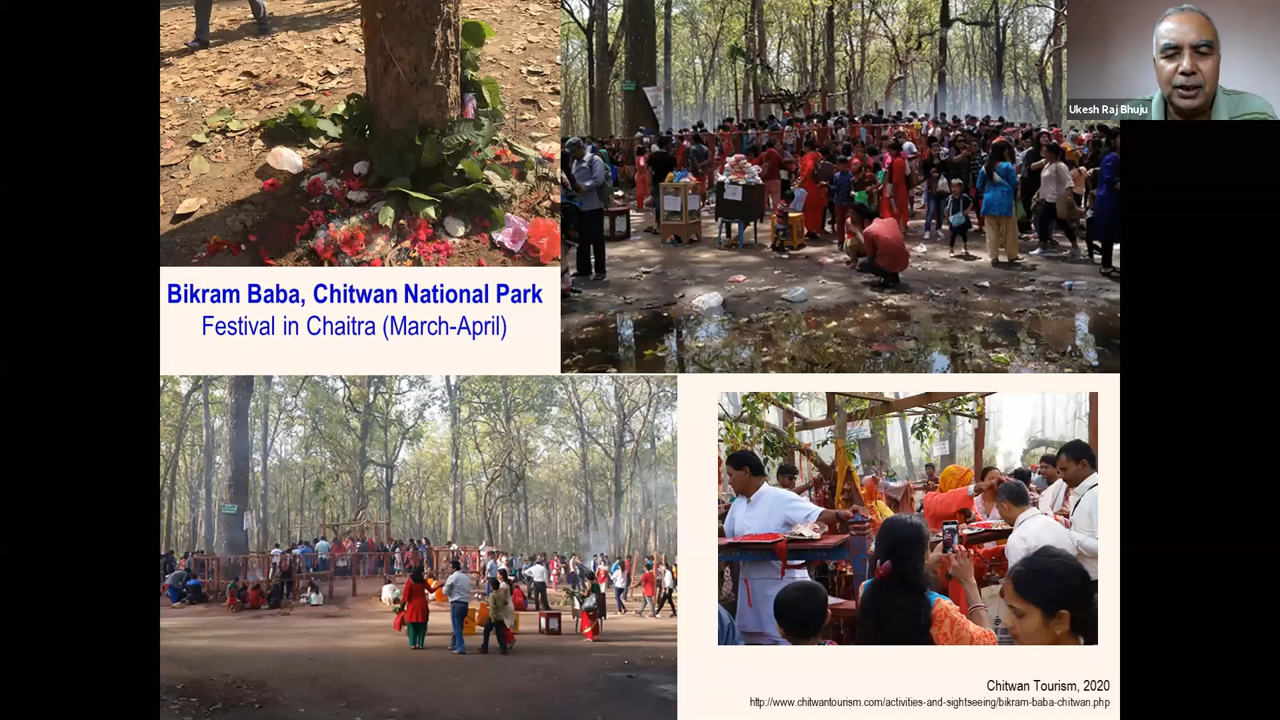 Ukesh Raj Bhuju
Bikram Baba, Chitwan National Park
Festival in Chaitra (March-April)
Chitwan Tourism, 2020
http://www.chitwantourism.com/activities-and-sightseeing/bikram-baba-chitwan.php